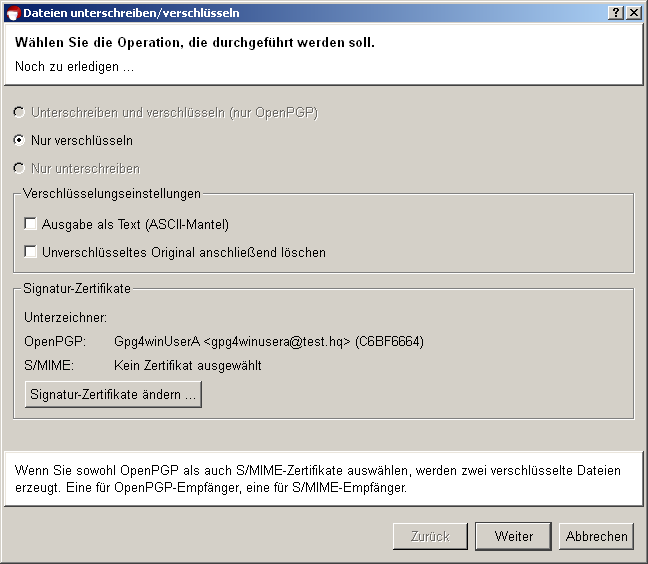 Dateien unterschreiben/verschlüsseln
Wählen Sie die Operation, die durchgeführt werden soll.
Noch zu erledigen ...
Unterschreiben und verschlüseln (nur OpenPGP)
Nur verschlüsseln
Nur unterschreiben
Verschlüsselungseinstellungen
Ausgabe als Text (ASCII-Mantel)
Unverschlüsseltes Original anschließend löschen
Signatur-Zertifikate
Unterzeichner:
OpenPGP: Gpg4winUserA <gpg4winusera@test.hq> (C6BF6664)
S/MIME: Kein Zertifikat ausgewählt
Signatur-Zertifikate ändern ...
Wenn Sie sowohl OpenPGP als auch S/MIME-Zertifikate auswählen, werden zwei verschlüsselte Dateien
erzeugt. Eine für OpenPGP-Empfänger, eine für S/MIME-Empfänger.
Zurück Weiter Abbrechen